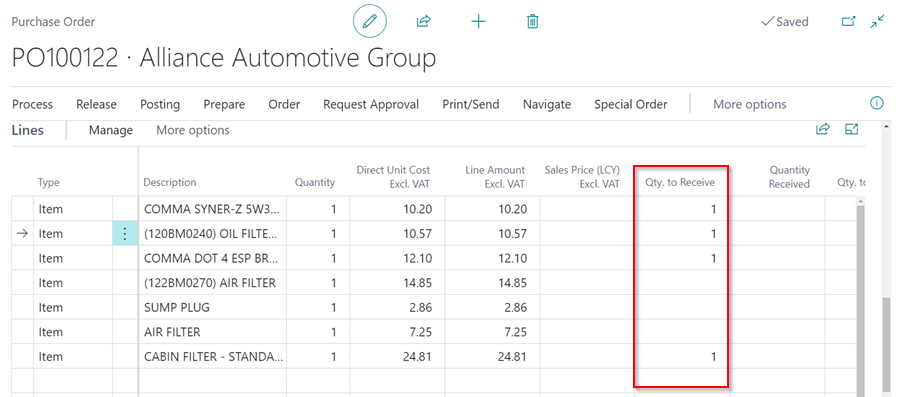 Purchase Order
Saved
PO100122 · Alliance Automotive Group
Process Release Posting Prepare Order Request Approval Print/Send Navigate Special Order More options
Lines Manage More options
Type Description Quantity Direct Unit Cost Excl. VAT Line Amount Excl. VAT Sales Price (LCY) Excl. VAT Qty. to Receive Quantity Received Qty. to
Item COMMA SYNER-Z 5W3... 1 10.20 10.20 1
Item (120BM0240) OIL FILTE... 1 10.57 10.57 1
Item COMMA DOT 4 ESP BR... 1 12.10 12.10 1
Item (122BM0270) AIR FILTER 1 14.85 14.85
Item SUMP PLUG 1 2.86 2.86
Item AIR FILTER 1 7.25 7.25
Item CABIN FILTER - STANDA... 1 24.81 24.81 1